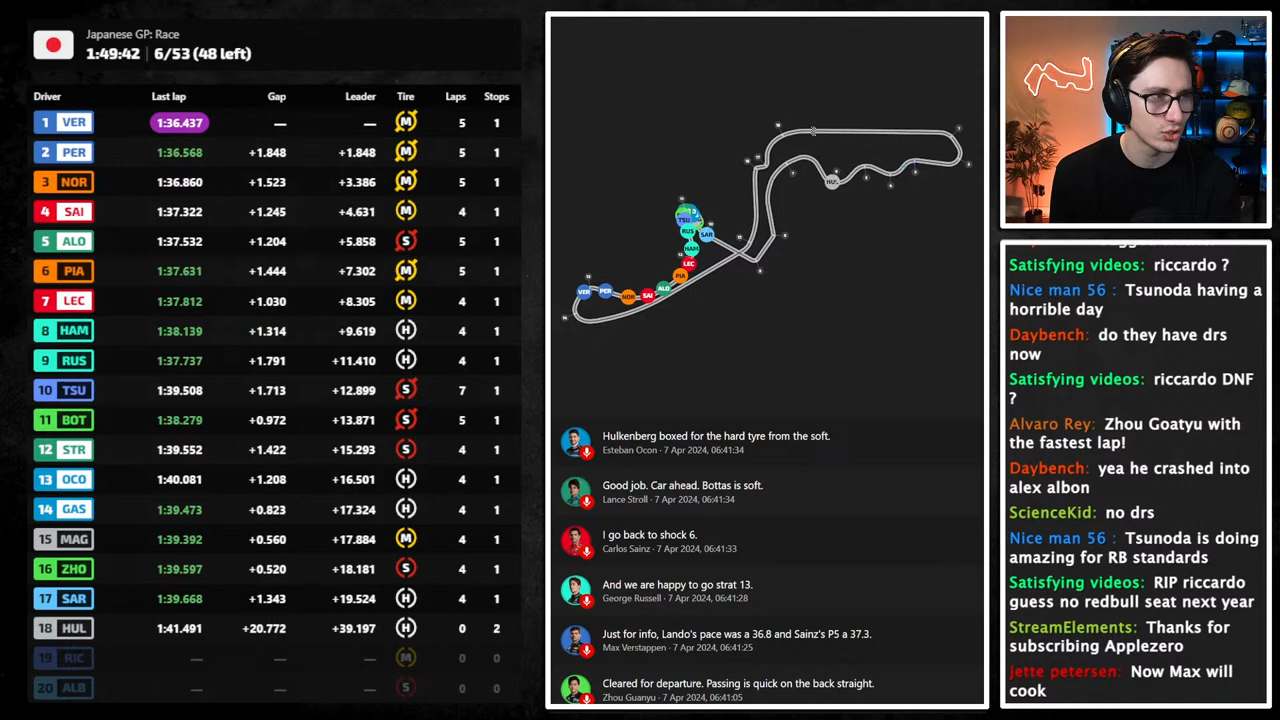 Japanese GP: Race
1:49:42 | 6/53 (48 left)
Driver Last lap Gap Leader Tire Laps Stops
1 VER 1:36.437 — — M 5 1
2 PER 1:36.568 +1.848 +1.848 M 5 1
3 NOR 1:36.860 +1.523 +3.386 M 5 1
4 SAI 1:37.322 +1.245 +4.631 M 4 1
5 ALO 1:37.532 +1.204 +5.858 S 5 1
6 PIA 1:37.631 +1.444 +7.302 M 5 1
7 LEC 1:37.812 +1.030 +8.305 M 4 1
8 HAM 1:38.139 +1.314 +9.619 H 4 1
9 RUS 1:37.737 +1.791 +11.410 H 4 1
10 TSU 1:39.508 +1.713 +12.899 S 7 1
11 BOT 1:38.279 +0.972 +13.871 S 5 1
12 STR 1:39.552 +1.422 +15.293 S 4 1
13 OCO 1:40.081 +1.208 +16.501 H 4 1
14 GAS 1:39.473 +0.823 +17.324 H 4 1
15 MAG 1:39.392 +0.560 +17.884 M 4 1
16 ZHO 1:39.597 +0.520 +18.181 S 4 1
17 SAR 1:39.668 +1.343 +19.524 H 4 1
18 HUL 1:41.491 +20.772 +39.197 H 0 2
19 RIC — — — M 0 0
20 ALB — — — S 0 0
HUL
TSU
RUS
SAR
HAM
LEC
PIA
VER PER NOR SAI ALO
Hulkenberg boxed for the hard tyre from the soft.
Esteban Ocon · 7 Apr 2024, 06:41:34
Good job. Car ahead. Bottas is soft.
Lance Stroll · 7 Apr 2024, 06:41:34
I go back to shock 6.
Carlos Sainz · 7 Apr 2024, 06:41:33
And we are happy to go strat 13.
George Russell · 7 Apr 2024, 06:41:28
Just for info, Lando's pace was a 36.8 and Sainz's P5 a 37.3.
Max Verstappen · 7 Apr 2024, 06:41:25
Cleared for departure. Passing is quick on the back straight.
Zhou Guanyu · 7 Apr 2024, 06:41:05
Satisfying videos: riccardo ?
Nice man 56 : Tsunoda having a
horrible day
Daybench: do they have drs
now
Satisfying videos: riccardo DNF
?
Alvaro Rey: Zhou Goatyu with
the fastest lap!
Daybench: yea he crashed into
alex albon
ScienceKid: no drs
Nice man 56 : Tsunoda is doing
amazing for RB standards
Satisfying videos: RIP riccardo
guess no redbull seat next year
StreamElements: Thanks for
subscribing Applezero
jette petersen: Now Max will
cook